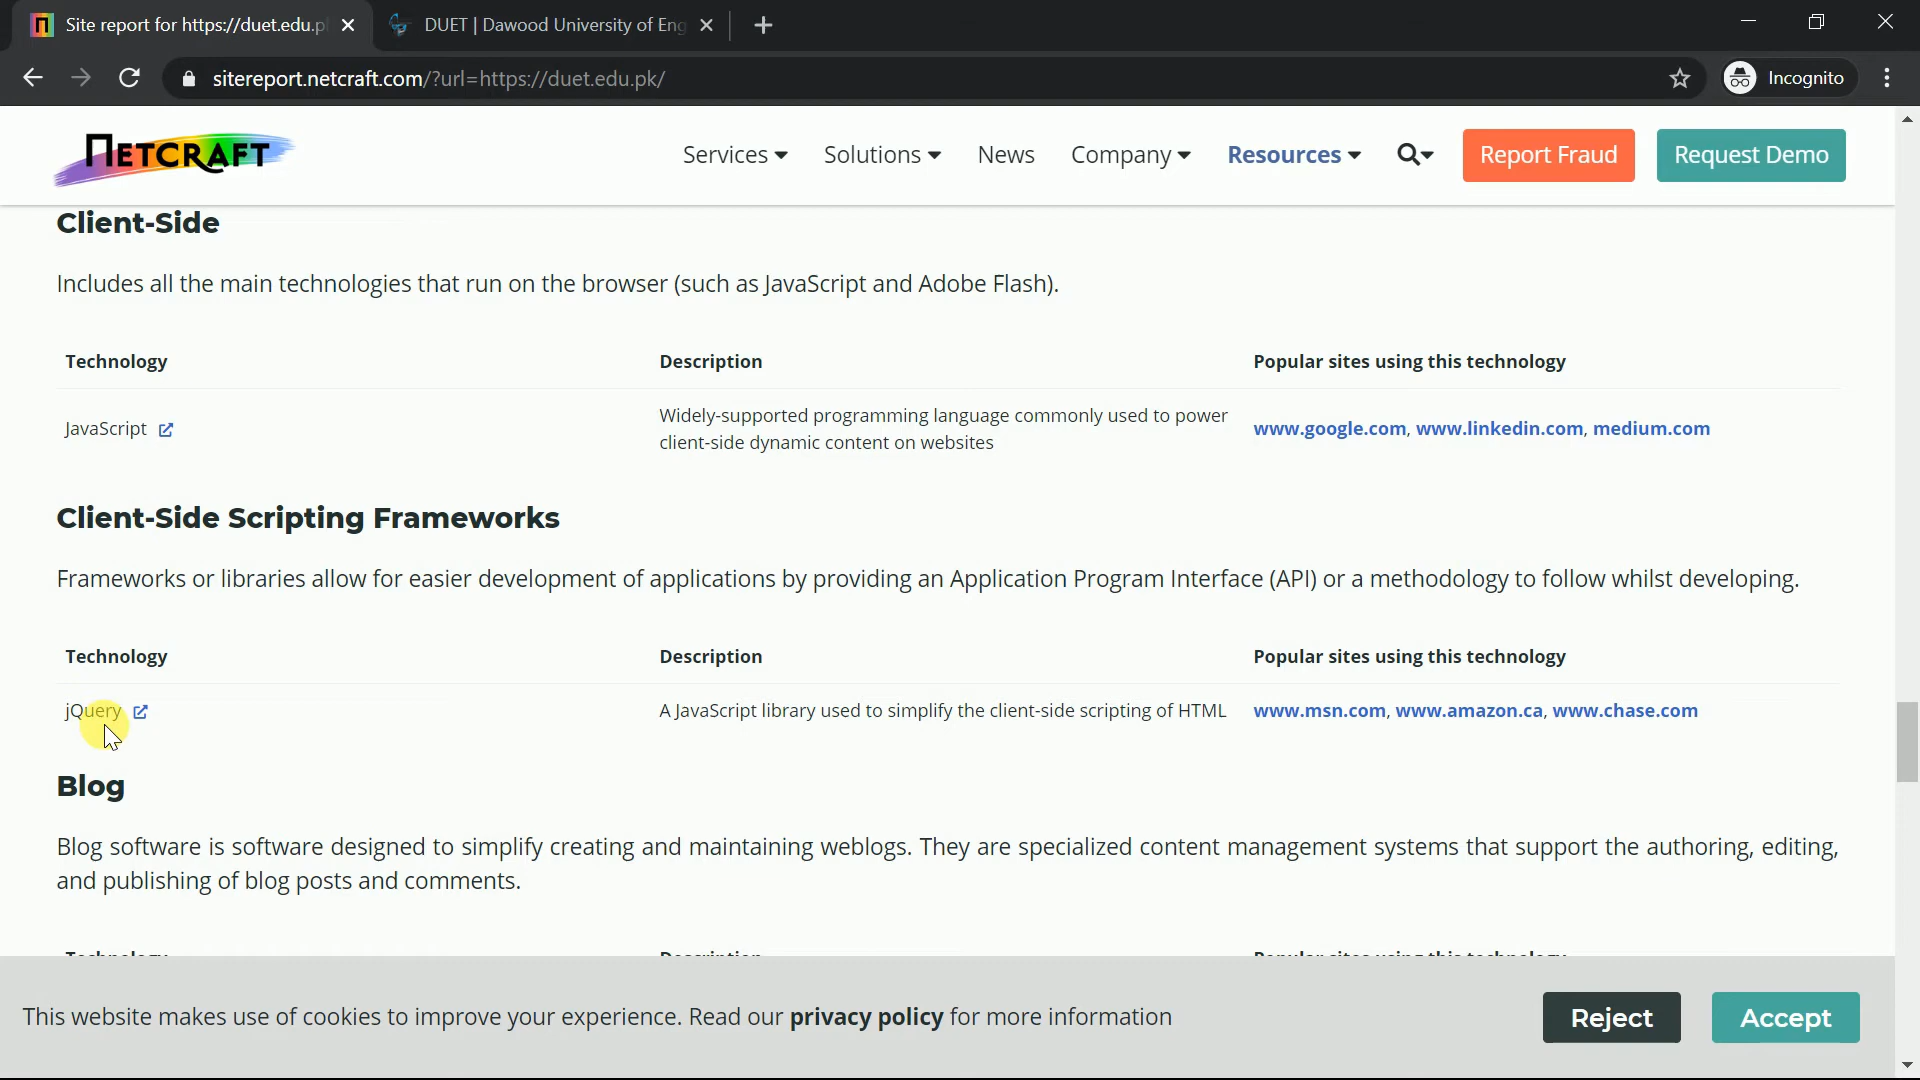 Site report for https://duet.edu.p
DUET | Dawood University of Eng
sitereport.netcraft.com/?url=https://duet.edu.pk/
Incognito
NETCRAFT
Services
Solutions
News
Company
Resources
Report Fraud
Request Demo
Client-Side
Includes all the main technologies that run on the browser (such as JavaScript and Adobe Flash).
Technology
Description
Popular sites using this technology
JavaScript
Widely-supported programming language commonly used to power
client-side dynamic content on websites
www.google.com, www.linkedin.com, medium.com
Client-Side Scripting Frameworks
Frameworks or libraries allow for easier development of applications by providing an Application Program Interface (API) or a methodology to follow whilst developing.
Technology
Description
Popular sites using this technology
jQuery
A JavaScript library used to simplify the client-side scripting of HTML
www.msn.com, www.amazon.ca, www.chase.com
Blog
Blog software is software designed to simplify creating and maintaining weblogs. They are specialized content management systems that support the authoring, editing,
and publishing of blog posts and comments.
This website makes use of cookies to improve your experience. Read our privacy policy for more information
Reject
Accept